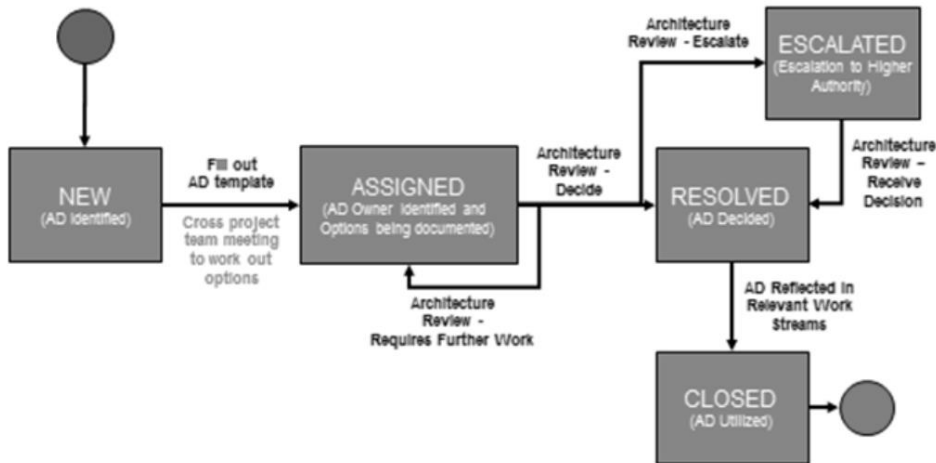 NEW
(AD Identified)
Fill out
AD template
Cross project
team meeting
to work out
options
ASSIGNED
(AD Owner Identified and
Options being documented)
Architecture
Review -
Requires Further Work
Architecture
Review -
Decide
Architecture
Review - Escalate
ESCALATED
(Escalation to Higher
Authority)
Architecture
Review –
Receive
Decision
RESOLVED
(AD Decided)
AD Reflected in
Relevant Work
Streams
CLOSED
(AD Utilized)